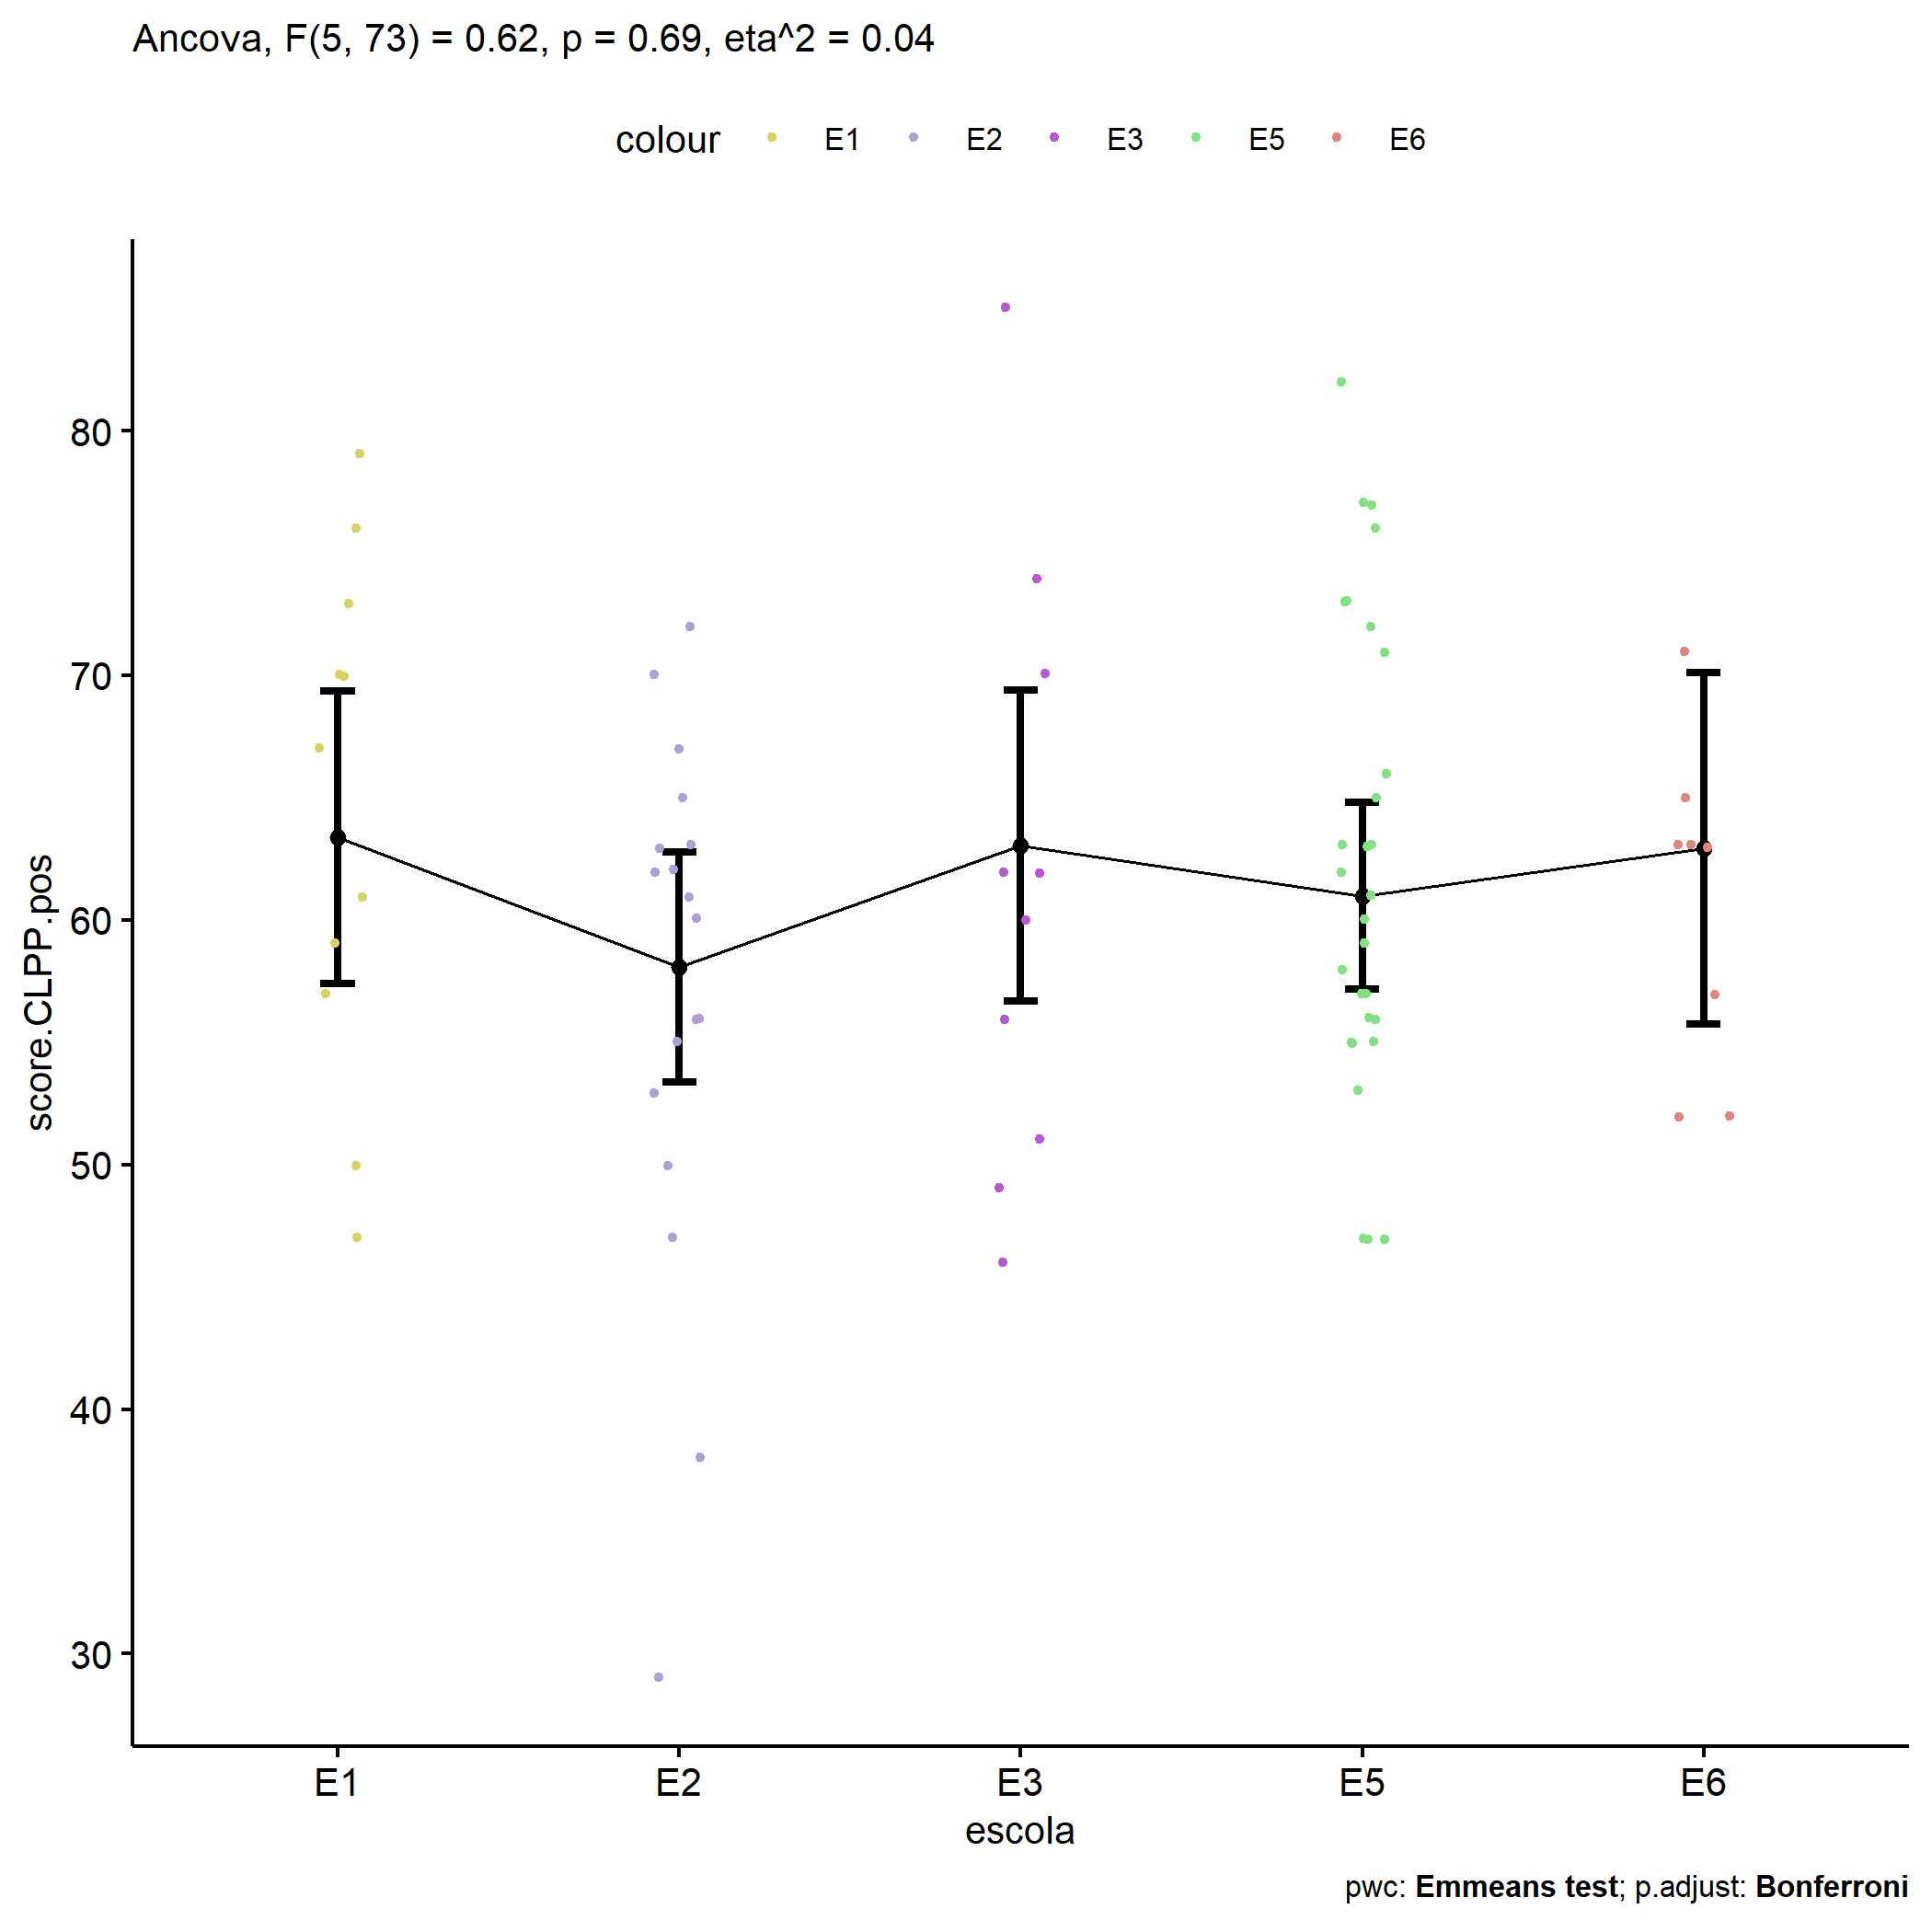 Ancova, F(5, 73) = 0.62, p = 0.69, eta^2 = 0.04
colour E1 E2 E3 E5 E6
score.CLPP.pos
80
70
60
50
40
30
E1 E2 E3 E5 E6
escola
pwc: Emmeans test; p.adjust: Bonferroni